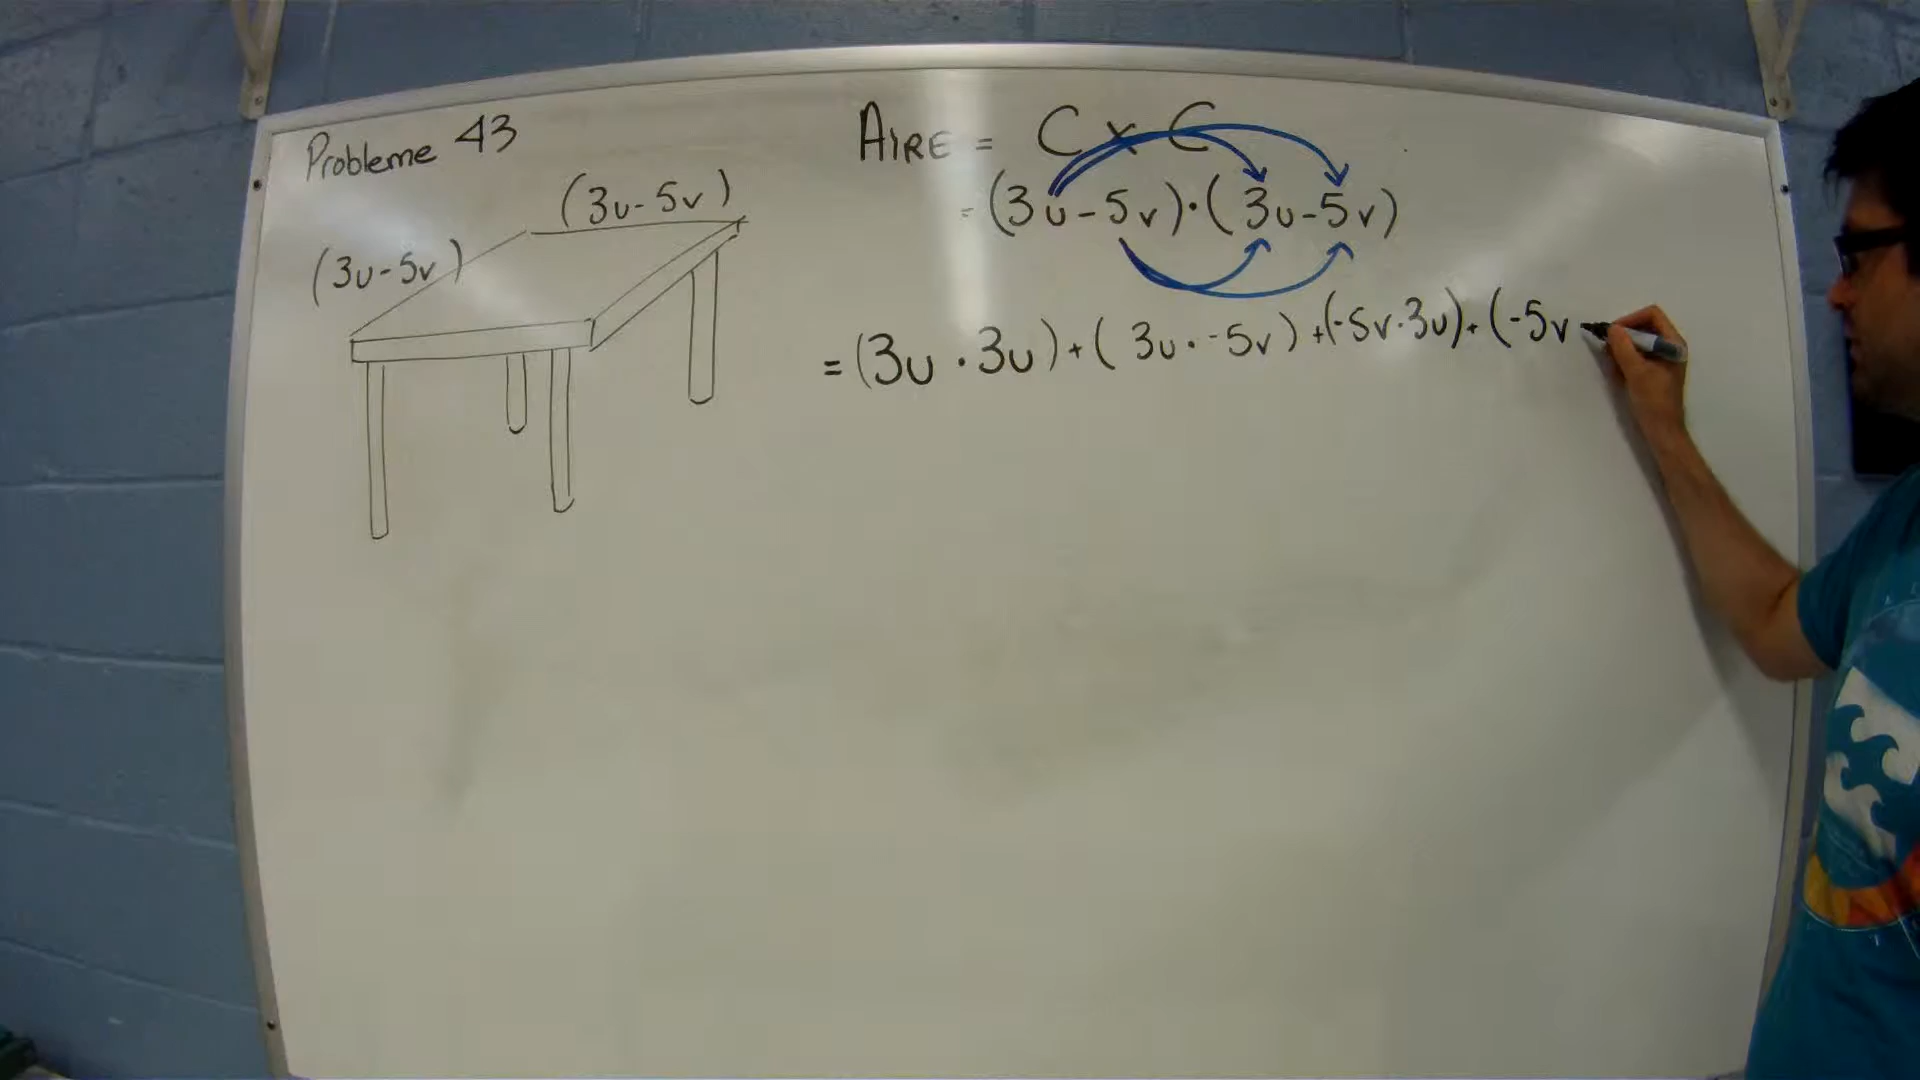 Probleme 43
(3u-5v)
(3u-5v)
AIRE = C x C
= (3u-5v)·(3u-5v)
= (3u · 3u) + (3u · -5v) + (-5v · 3u) + (-5v